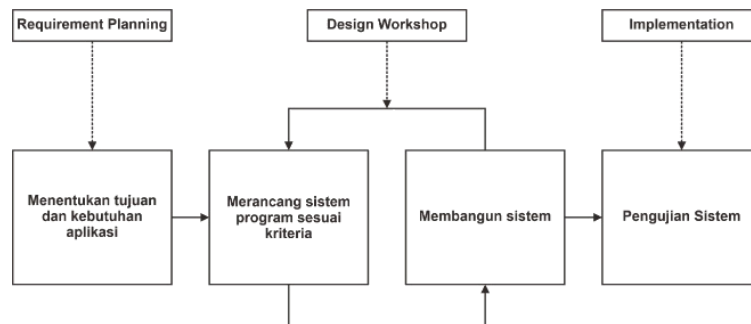 Requirement Planning
Design Workshop
Implementation
Menentukan tujuan
dan kebutuhan
aplikasi
Merancang sistem
program sesuai
kriteria
Membangun sistem
Pengujian Sistem